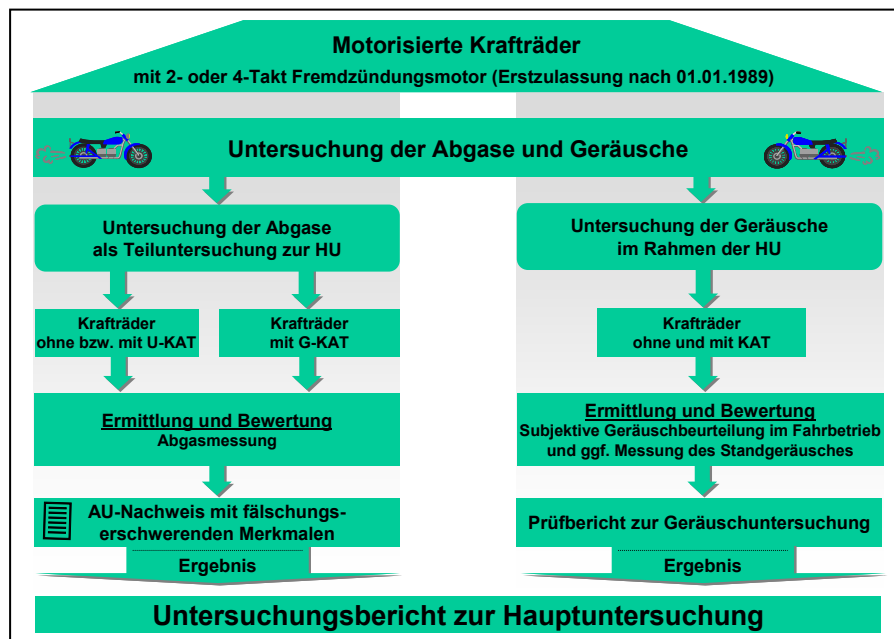 Motorisierte Krafträder
mit 2- oder 4-Takt Fremdzündungsmotor (Erstzulassung nach 01.01.1989)
Untersuchung der Abgase und Geräusche
Untersuchung der Abgase
als Teiluntersuchung zur HU
Krafträder
ohne bzw. mit U-KAT
Krafträder
mit G-KAT
Ermittlung und Bewertung
Abgasmessung
AU-Nachweis mit fälschungs-
erschwerenden Merkmalen
Ergebnis
Untersuchung der Geräusche
im Rahmen der HU
Krafträder
ohne und mit KAT
Ermittlung und Bewertung
Subjektive Geräuschbeurteilung im Fahrbetrieb
und ggf. Messung des Standgeräusches
Prüfbericht zur Geräuschuntersuchung
Ergebnis
Untersuchungsbericht zur Hauptuntersuchung